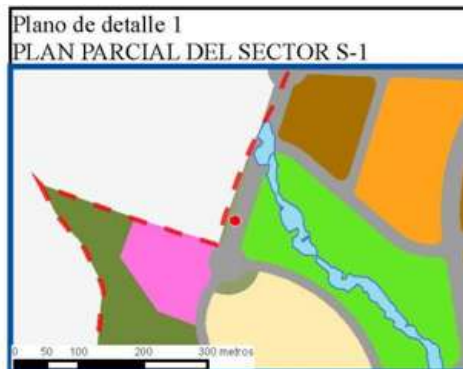 Plano de detalle 1
PLAN PARCIAL DEL SECTOR S-1
0 50 100 200 300 metros